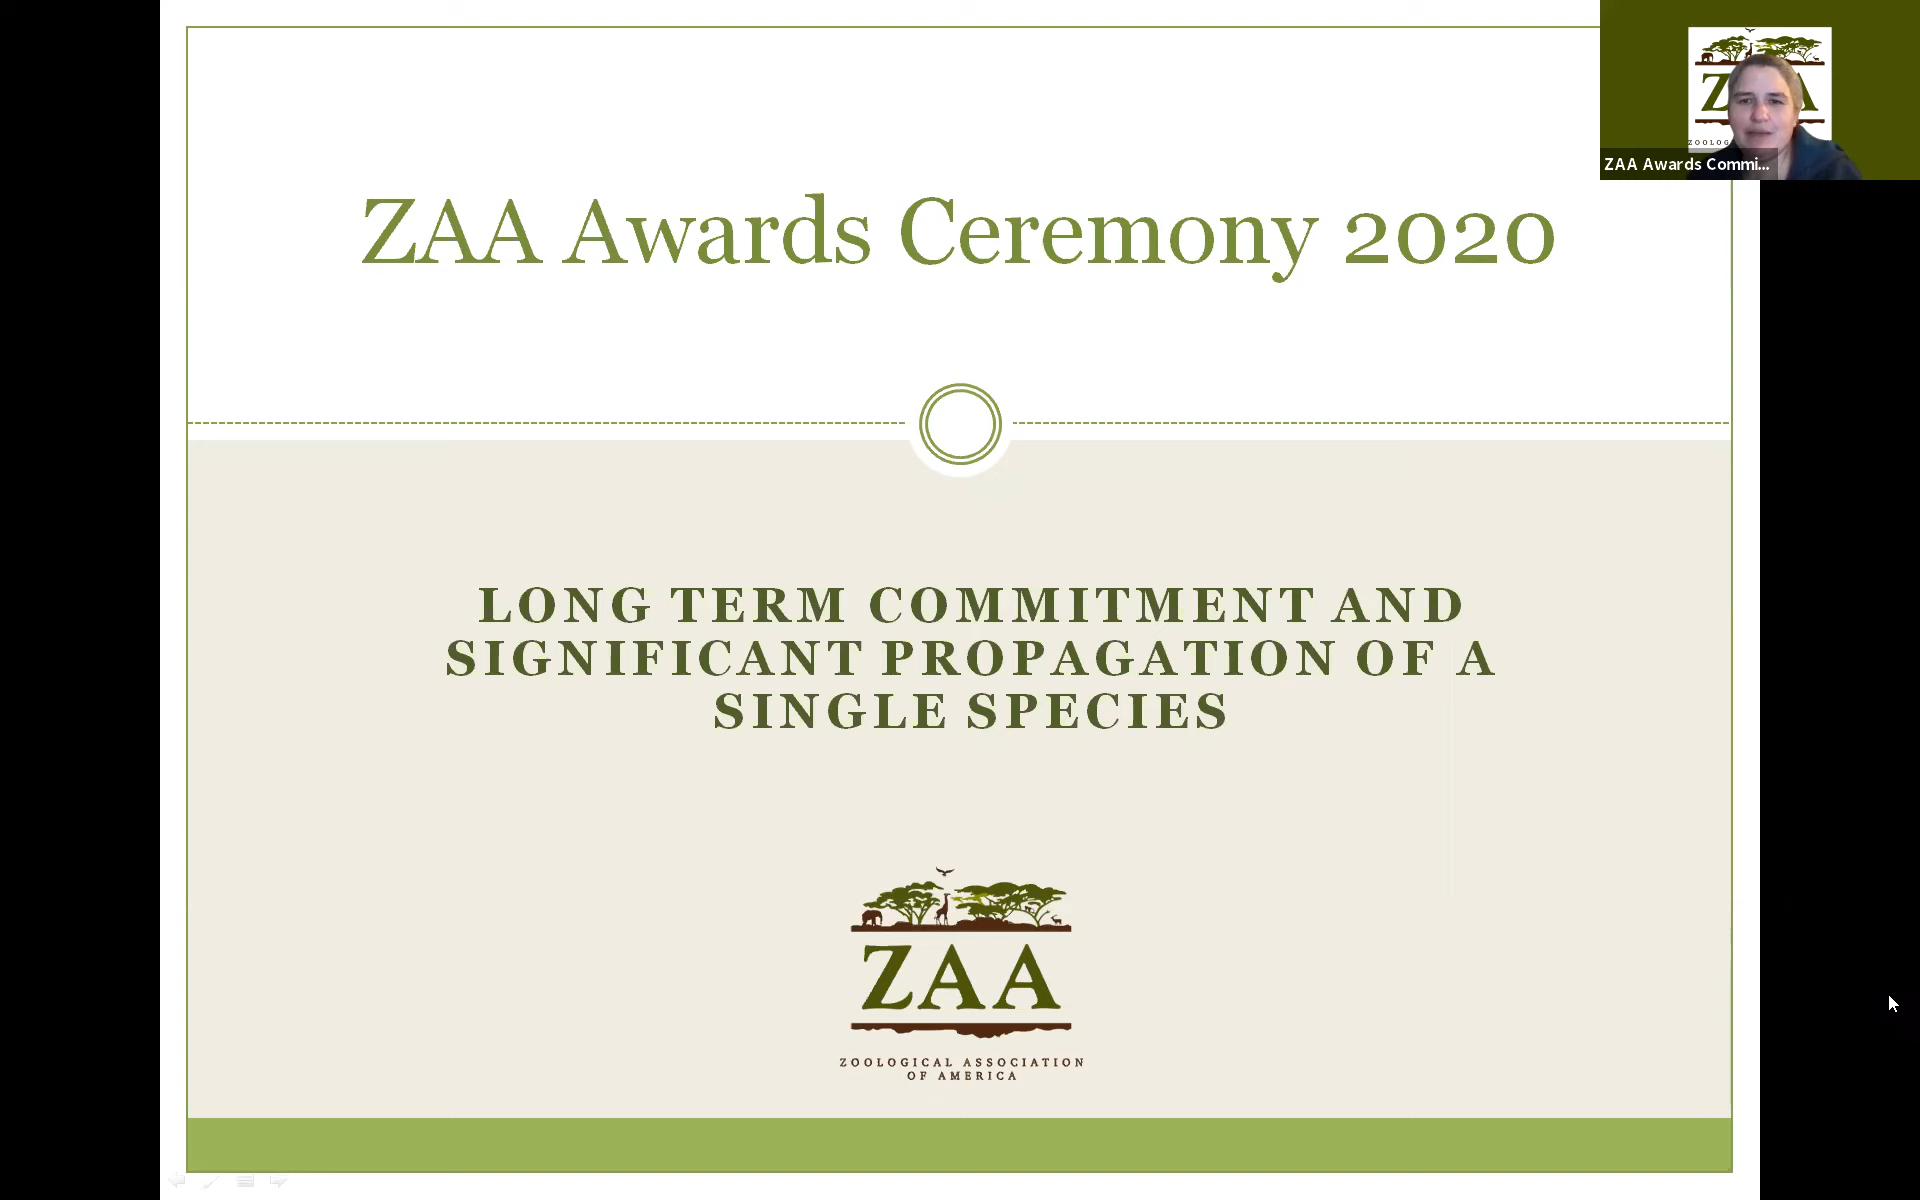 ZAA Awards Ceremony 2020
ZAA Awards Commi...
LONG TERM COMMITMENT AND
SIGNIFICANT PROPAGATION OF A
SINGLE SPECIES
ZAA
ZOOLOGICAL ASSOCIATION
OF AMERICA